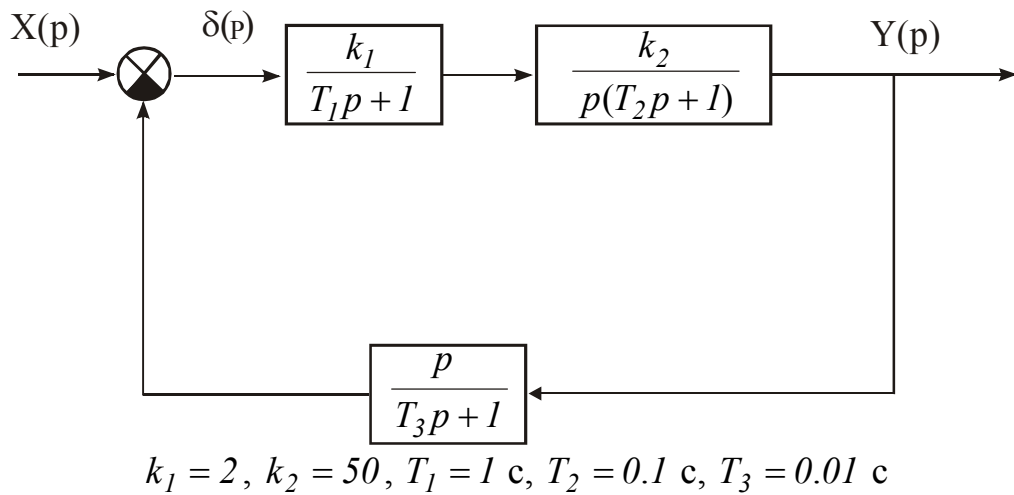 X(p) δ(P) Y(p)
k₁
T₁p + 1
k₂
p(T₂p + 1)
p
T₃p + 1
k₁ = 2, k₂ = 50, T₁ = 1 с, T₂ = 0.1 с, T₃ = 0.01 с